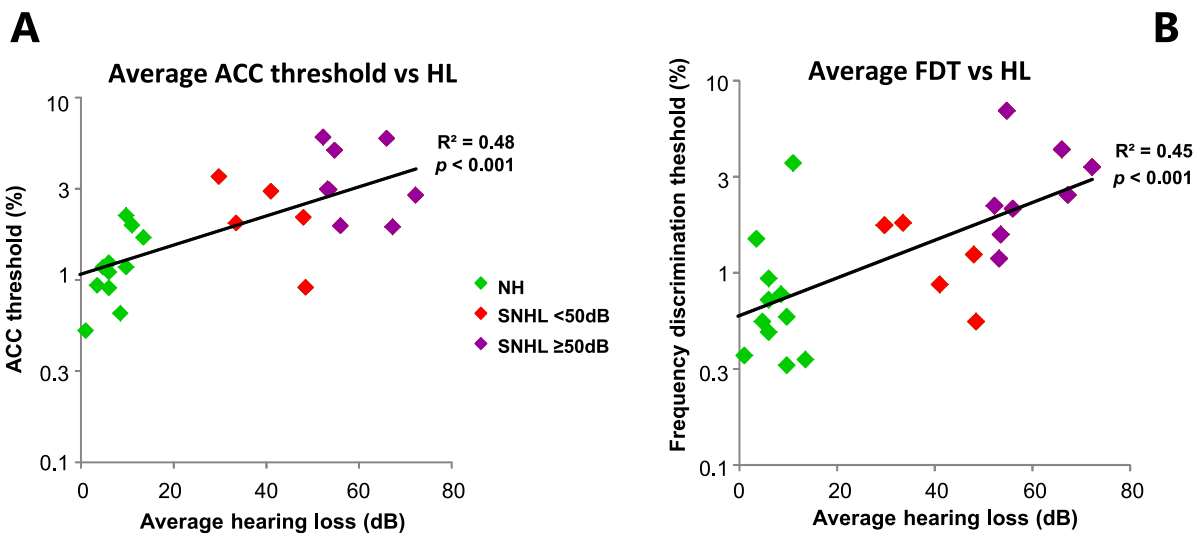 A
Average ACC threshold vs HL
ACC threshold (%)
10
3
1
0.3
0.1
0
20
40
60
80
Average hearing loss (dB)
R² = 0.48
p < 0.001
NH
SNHL <50dB
SNHL ≥50dB
B
Average FDT vs HL
Frequency discrimination theshold (%)
10
3
1
0.3
0.1
0
20
40
60
80
Average hearing loss (dB)
R² = 0.45
p < 0.001